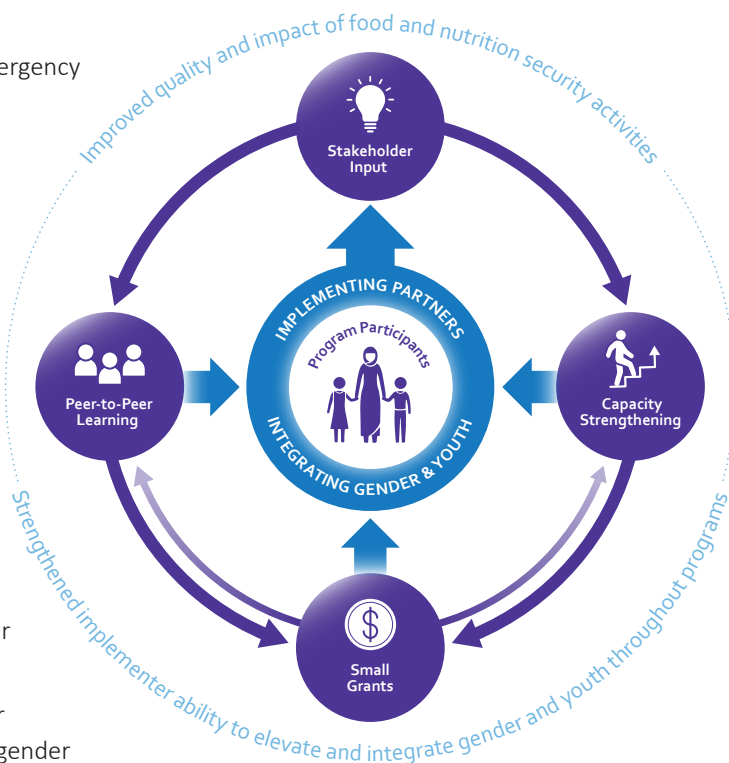 Improved quality and impact of food and nutrition security activities
ergency
Stakeholder
Input
IMPLEMENTING PARTNERS
Program Participants
INTEGRATING GENDER & YOUTH
Peer-to-Peer
Learning
Capacity
Strengthening
$
Small
Grants
Strengthened implementer ability to elevate and integrate gender and youth throughout programs
r
r
gender